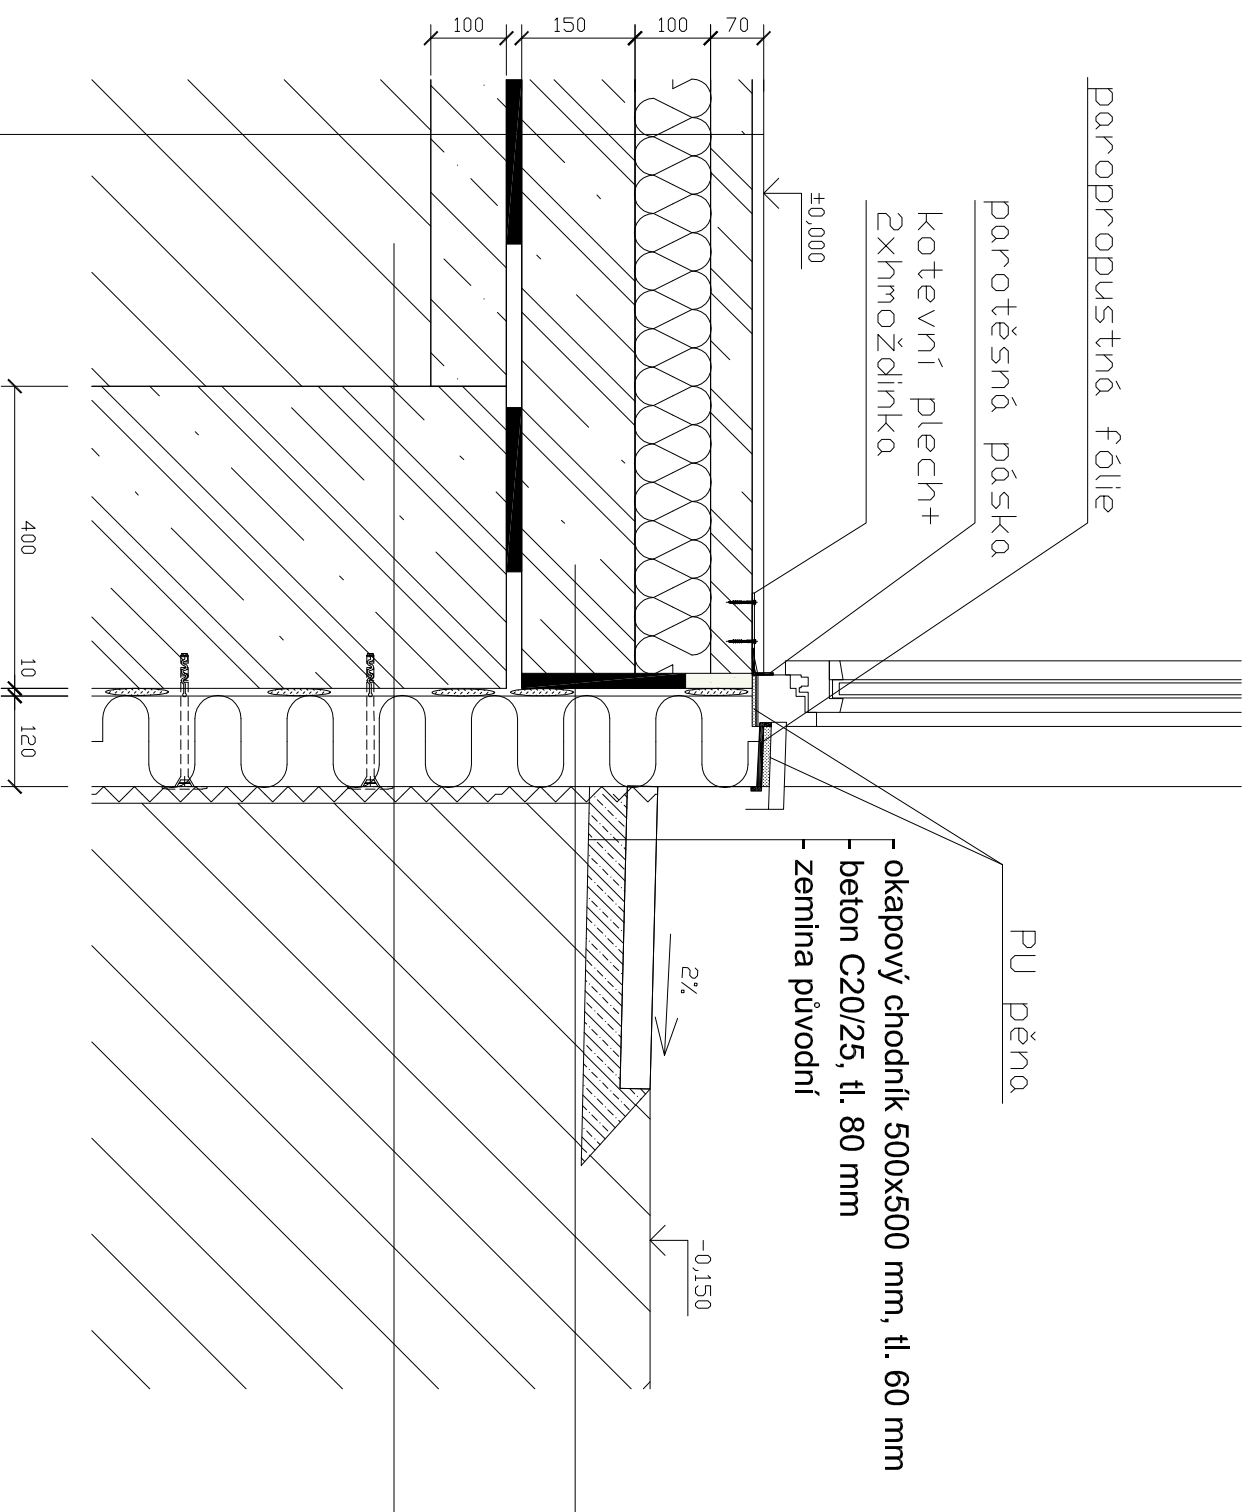 paropropustná fólie
parotěsná páska
kotevní plech+
2xhmoždinka
±0,000
70
100
150
100
PU pěna
okapový chodník 500x500 mm, tl. 60 mm
beton C20/25, tl. 80 mm
zemina původní
2%
-0,150
400
10
120